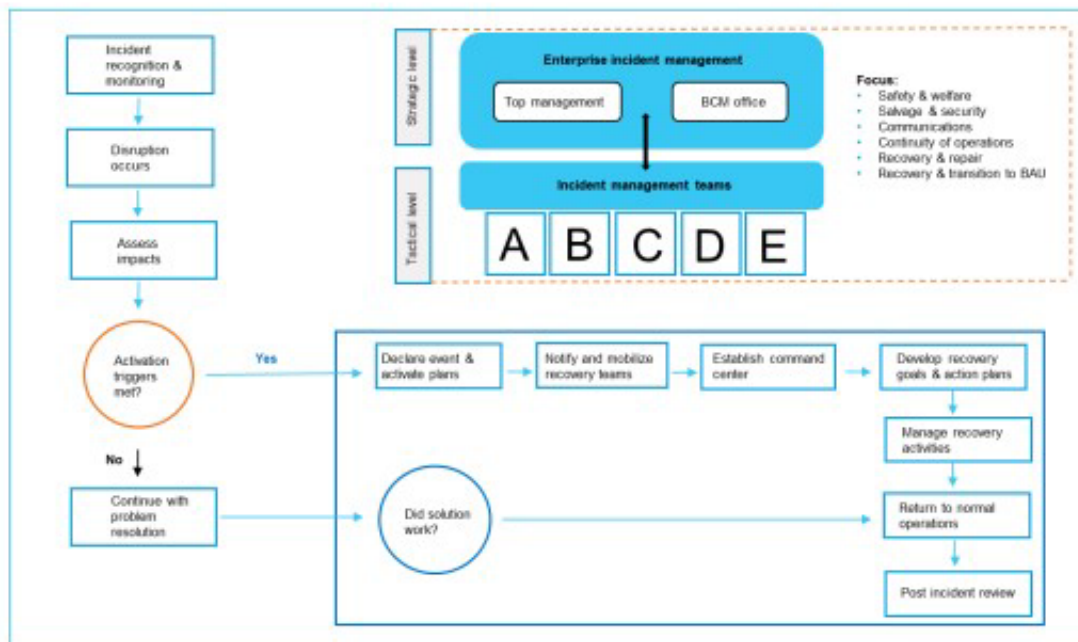 Incident
recognition &
monitoring
Disruption
occurs
Assess
impacts
Activation
triggers
met?
Yes
No
Continue with
problem
resolution
Strategic level
Enterprise incident management
Top management
BCM office
Tactical level
Incident management teams
A B C D E
Focus:
• Safety & welfare
• Salvage & security
• Communications
• Continuity of operations
• Recovery & repair
• Recovery & transition to BAU
Declare event &
activate plans
Notify and mobilize
recovery teams
Establish command
center
Develop recovery
goals & action plans
Manage recovery
activities
Did solution
work?
Return to normal
operations
Post incident review